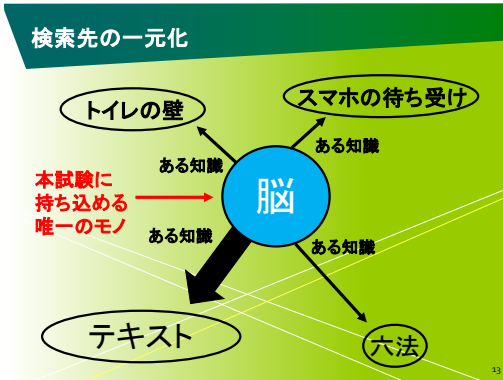 検索先の一元化
トイレの壁
スマホの待ち受け
ある知識
ある知識
本試験に
持ち込める
唯一のモノ
脳
ある知識
ある知識
テキスト
六法
13